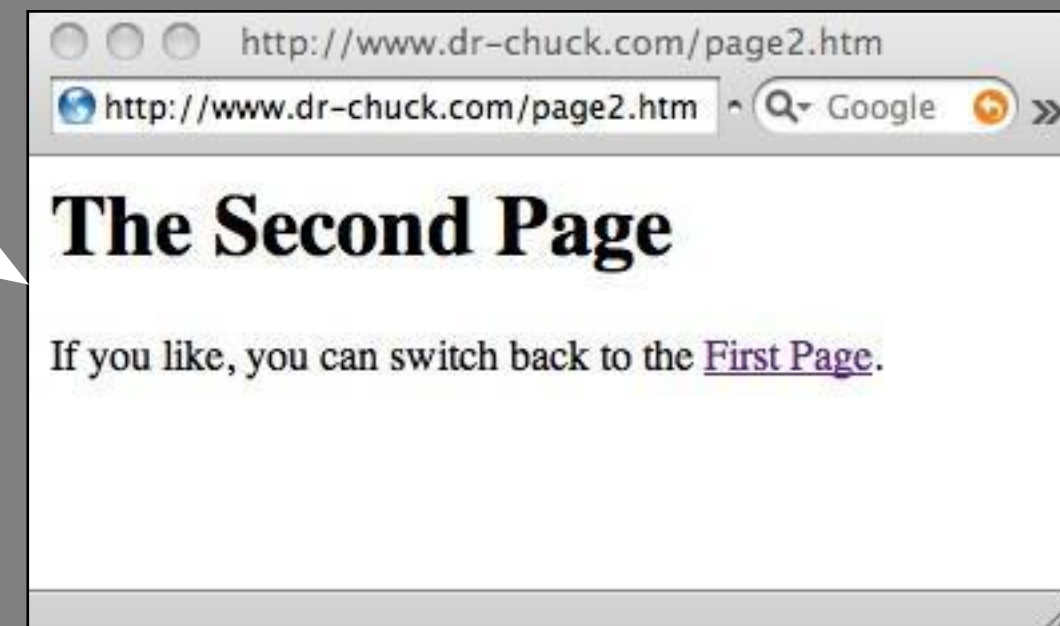 http://www.dr-chuck.com/page2.htm
http://www.dr-chuck.com/page2.htm Google
The Second Page
If you like, you can switch back to the First Page.